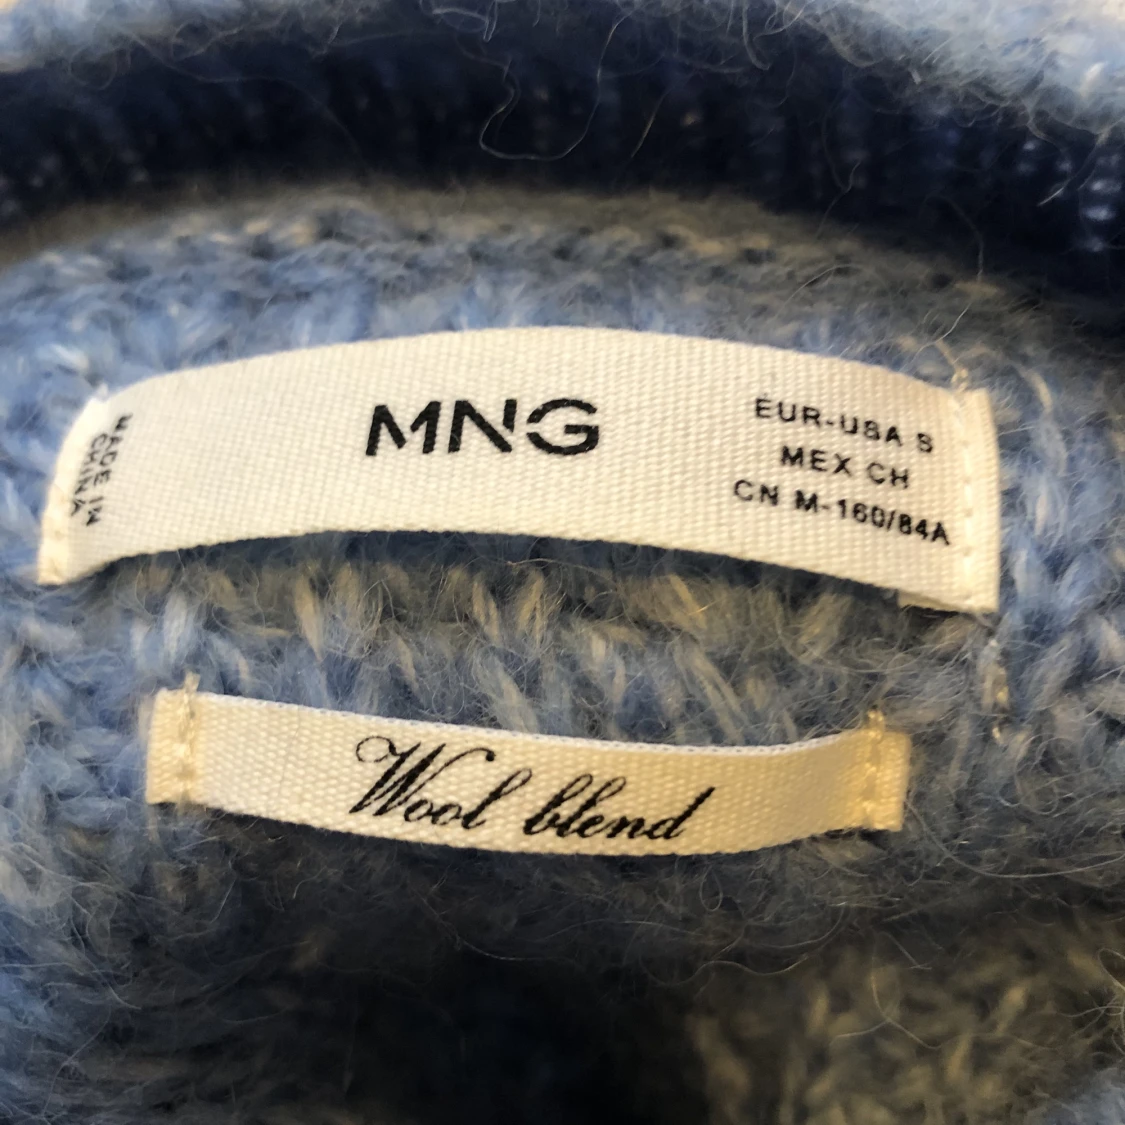 MADE IN
CHINA
MNG
EUR-USA S
MEX CH
CN M-160/84A
Wool blend